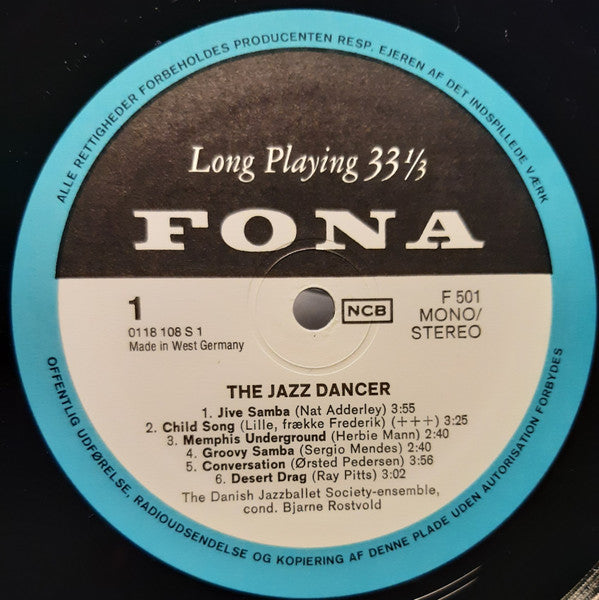 ALLE RETTIGHEDER FORBEHOLDES PRODUCENTEN RESP. EJEREN AF DET INDSPILLEDE VÆRK
Long Playing 33 1/3
FONA
1
0118 108 S 1
Made in West Germany
NCB
F 501
MONO/
STEREO
THE JAZZ DANCER
1. Jive Samba (Nat Adderley) 3:55
2. Child Song (Lille, frække Frederik) (+++) 3:25
3. Memphis Underground (Herbie Mann) 2:40
4. Groovy Samba (Sergio Mendes) 2:40
5. Conversation (Ørsted Pedersen) 3:56
6. Desert Drag (Ray Pitts) 3:02
The Danish Jazzballet Society-ensemble,
cond. Bjarne Rostvold
OFFENTLIG UDFØRELSE, RADIOUDSENDELSE OG KOPIERING AF DENNE PLADE UDEN AUTORISATION FORBYDES